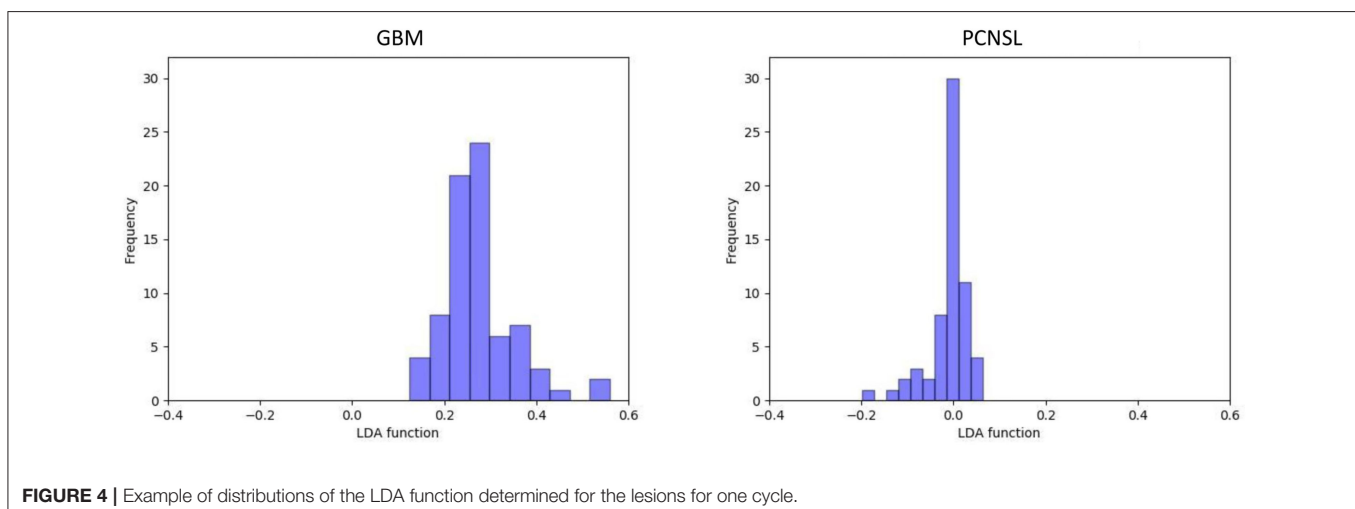 GBM
30
25
20
15
10
5
0
Frequency
−0.4 −0.2 0.0 0.2 0.4 0.6
LDA function
PCNSL
30
25
20
15
10
5
0
Frequency
−0.4 −0.2 0.0 0.2 0.4 0.6
LDA function
FIGURE 4 | Example of distributions of the LDA function determined for the lesions for one cycle.